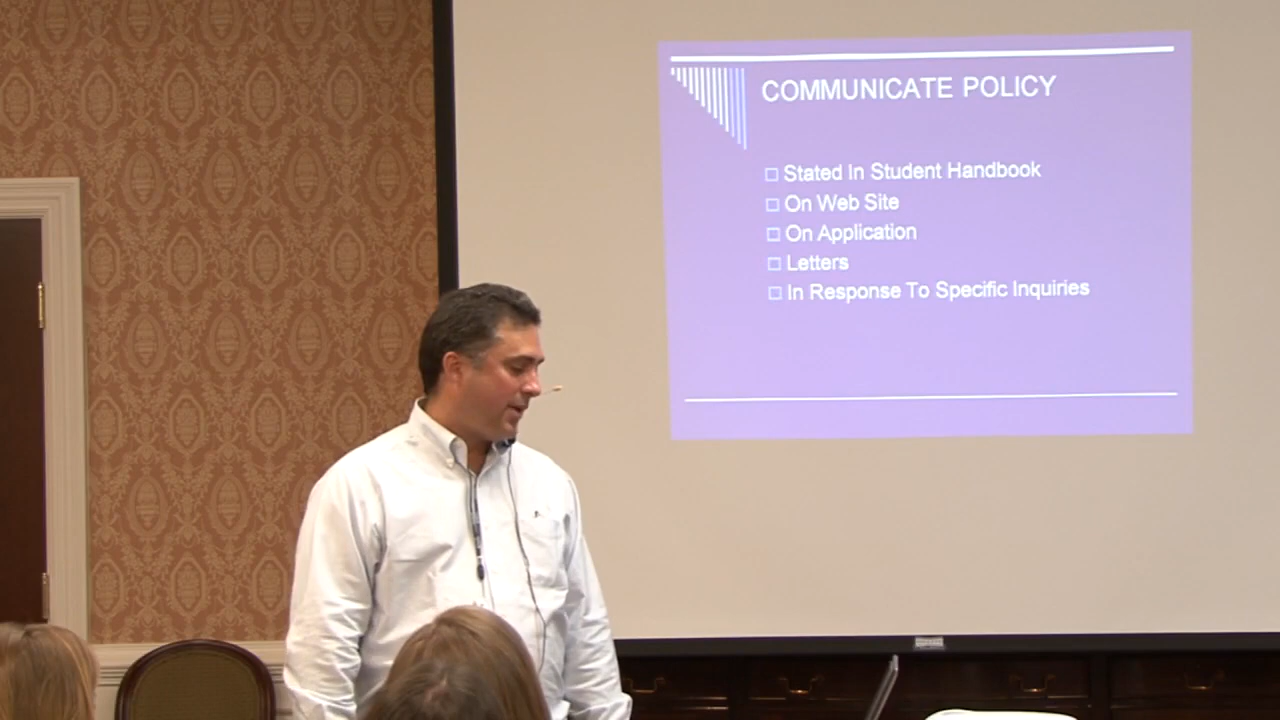 COMMUNICATE POLICY
Stated In Student Handbook
On Web Site
On Application
Letters
In Response To Specific Inquiries